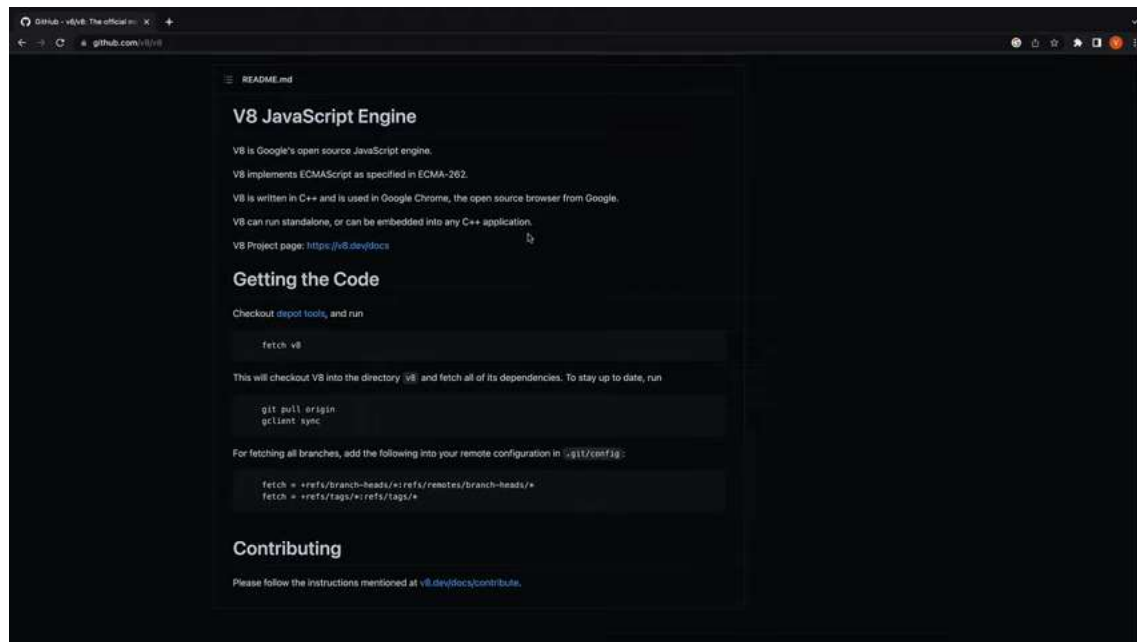 GitHub - v8/v8: The official mi
github.com/v8/v8
README.md
V8 JavaScript Engine
V8 is Google's open source JavaScript engine.
V8 implements ECMAScript as specified in ECMA-262.
V8 is written in C++ and is used in Google Chrome, the open source browser from Google.
V8 can run standalone, or can be embedded into any C++ application.
V8 Project page: https://v8.dev/docs
Getting the Code
Checkout depot tools, and run
fetch v8
This will checkout V8 into the directory v8 and fetch all of its dependencies. To stay up to date, run
git pull origin
gclient sync
For fetching all branches, add the following into your remote configuration in .git/config:
fetch = +refs/branch-heads/*:refs/remotes/branch-heads/*
fetch = +refs/tags/*:refs/tags/*
Contributing
Please follow the instructions mentioned at v8.dev/docs/contribute.